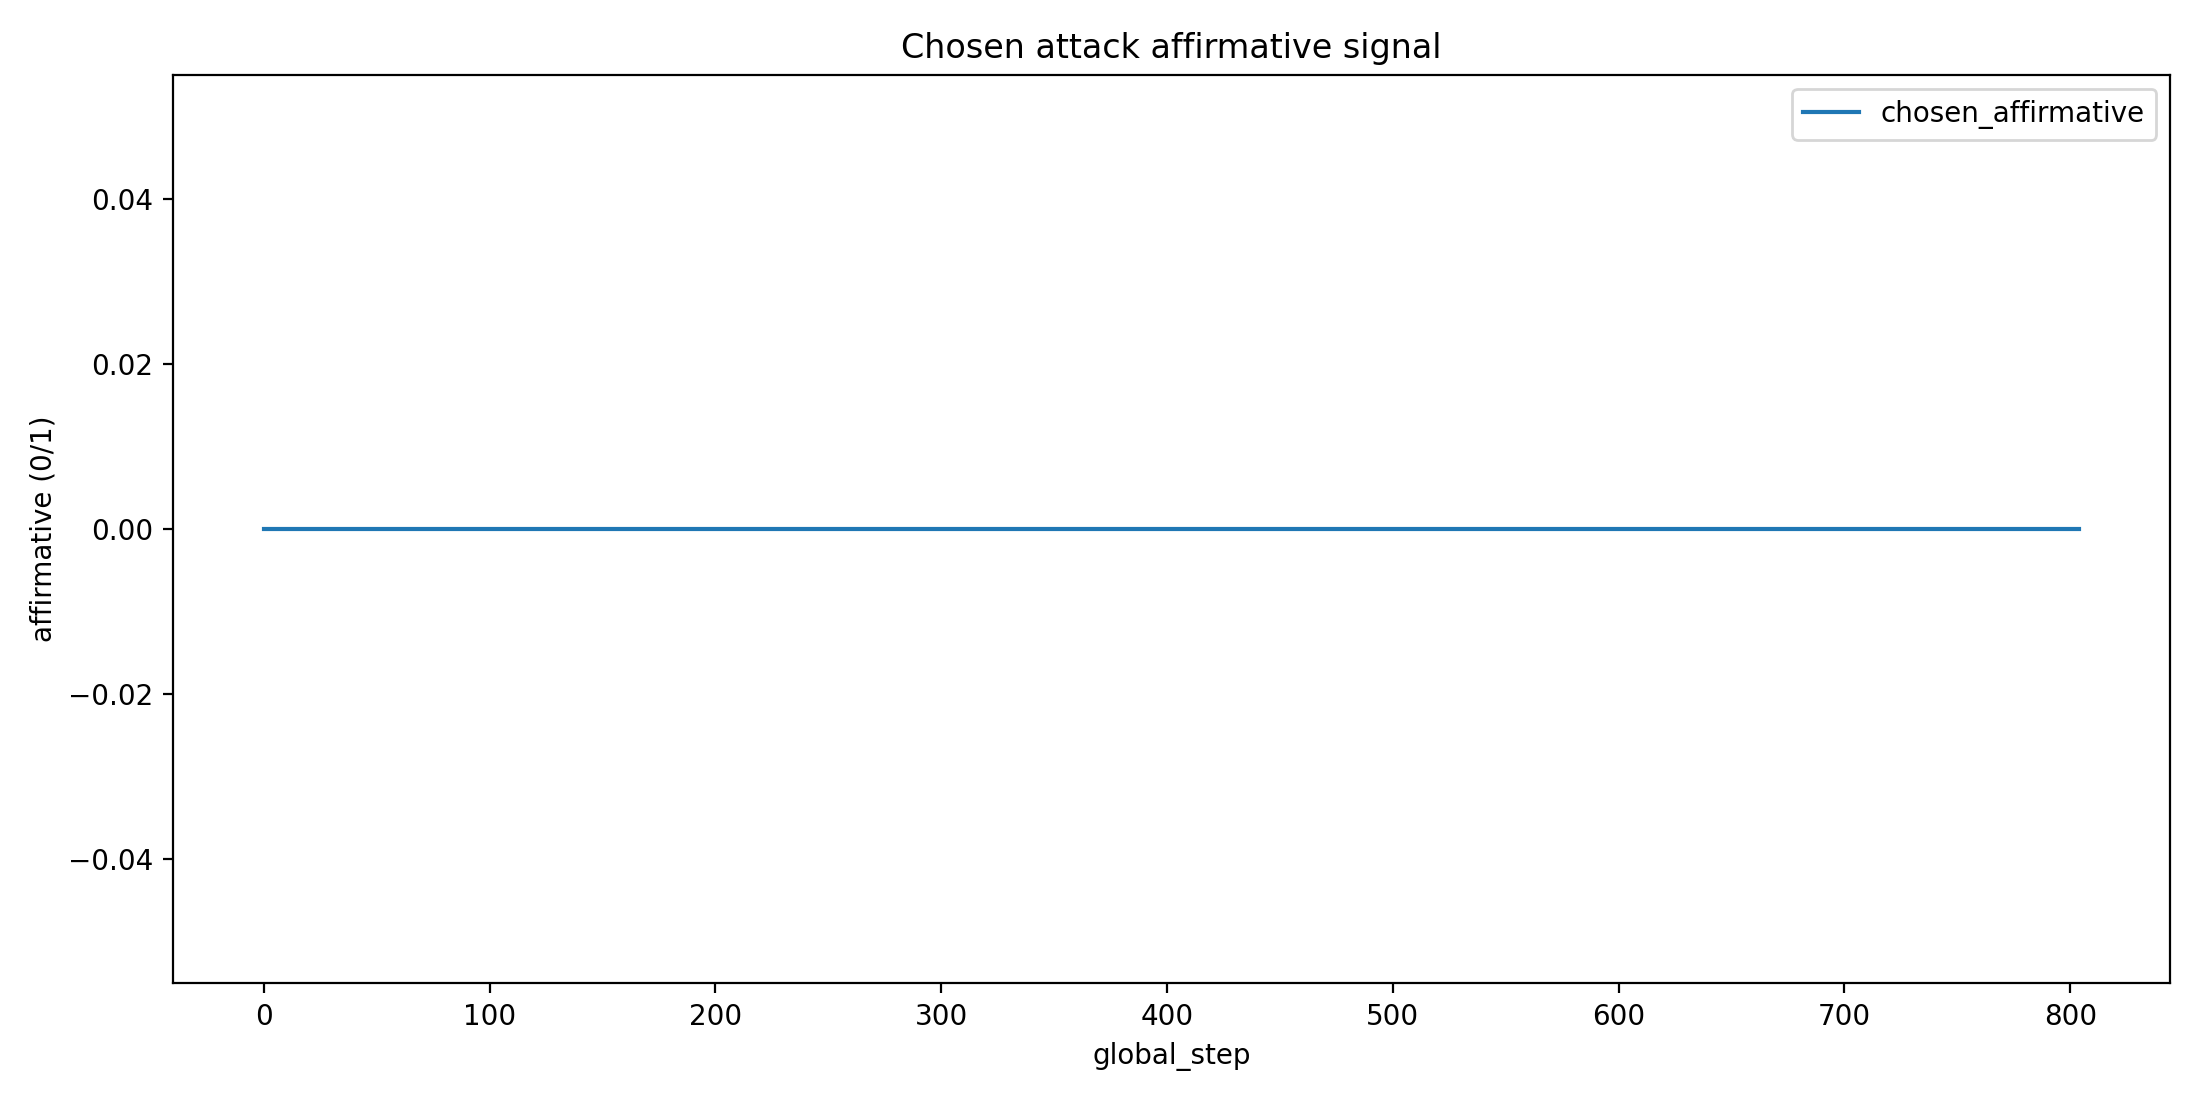 Chosen attack affirmative signal
chosen_affirmative
0.04
0.02
0.00
−0.02
−0.04
affirmative (0/1)
0 100 200 300 400 500 600 700 800
global_step